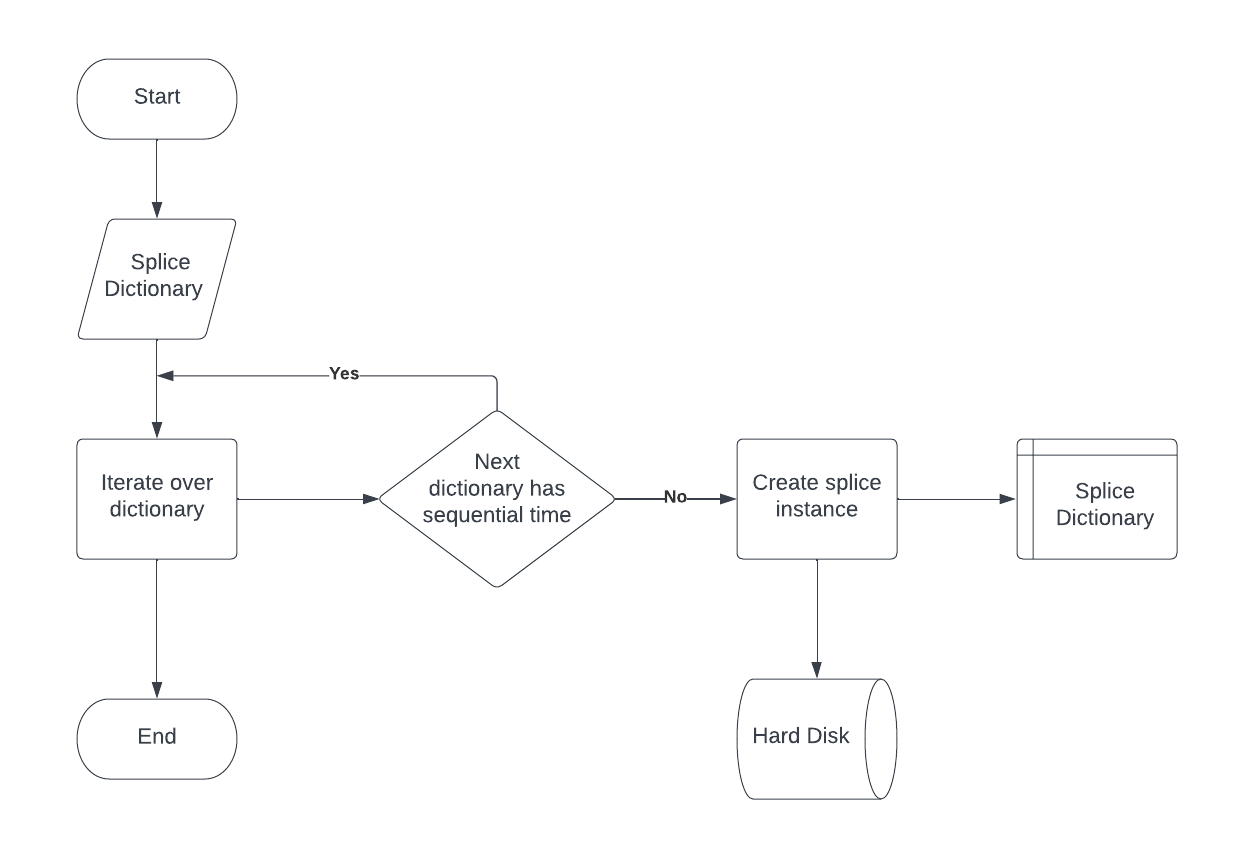 Start
Splice
Dictionary
Yes
Iterate over
dictionary
Next
dictionary has
sequential time
No
Create splice
instance
Splice
Dictionary
End
Hard Disk